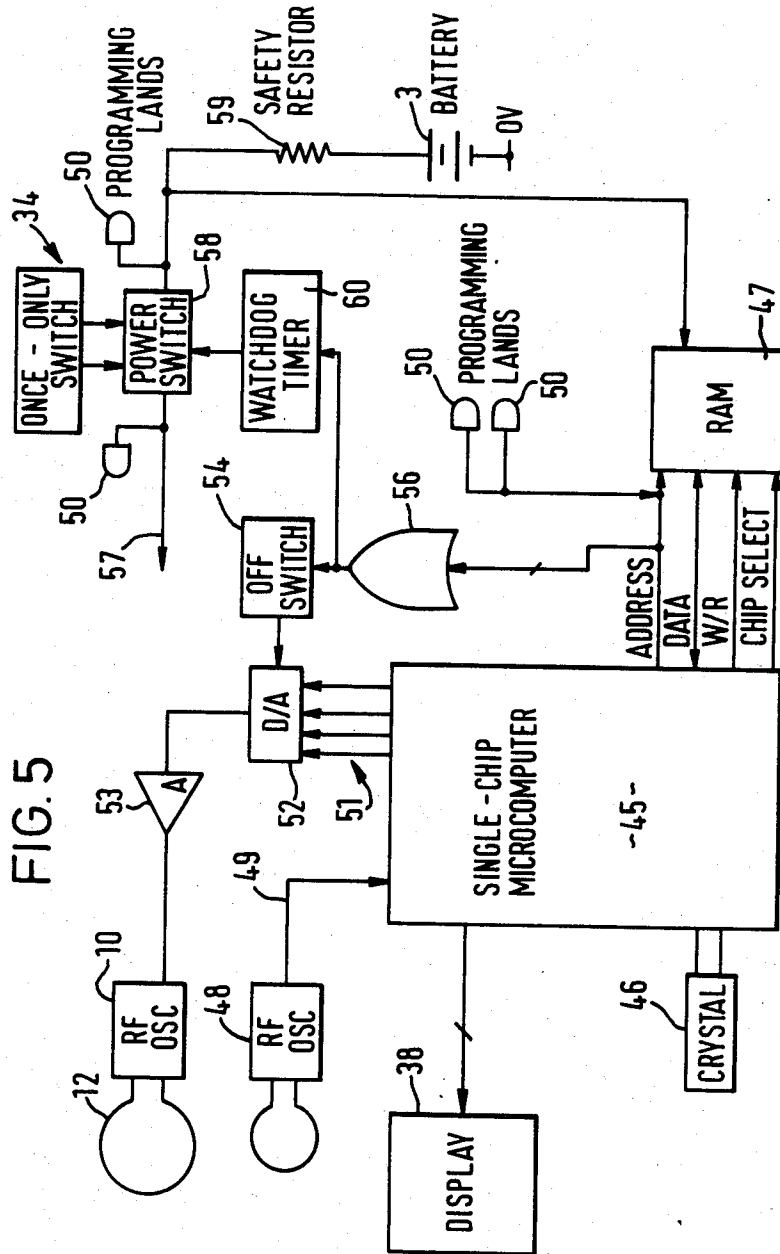 FIG. 5
12
10
RF
OSC
53
A
48
RF
OSC
49
38
DISPLAY
D/A
52
51
54
OFF
SWITCH
57
50
ONCE - ONLY
SWITCH
34
POWER
SWITCH
58
50
PROGRAMMING
LANDS
WATCHDOG
TIMER
60
59
SAFETY
RESISTOR
3
BATTERY
0V
56
50
50
PROGRAMMING
LANDS
SINGLE - CHIP
MICROCOMPUTER
~45~
46
CRYSTAL
ADDRESS
DATA
W/R
CHIP SELECT
RAM
47